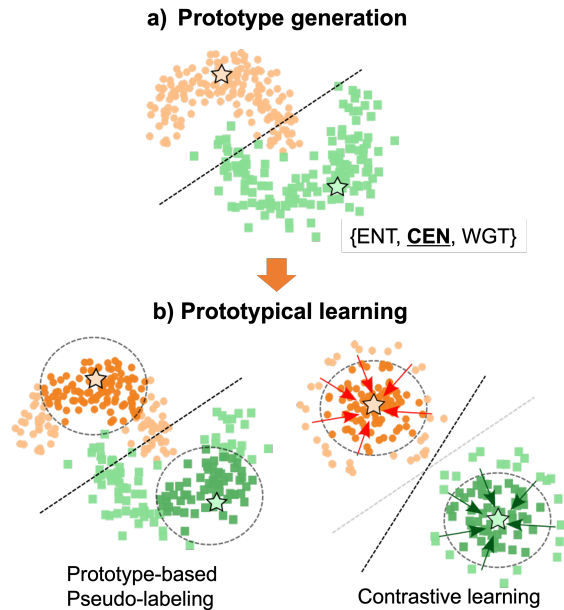 a) Prototype generation
{ENT, CEN, WGT}
b) Prototypical learning
Prototype-based
Pseudo-labeling
Contrastive learning